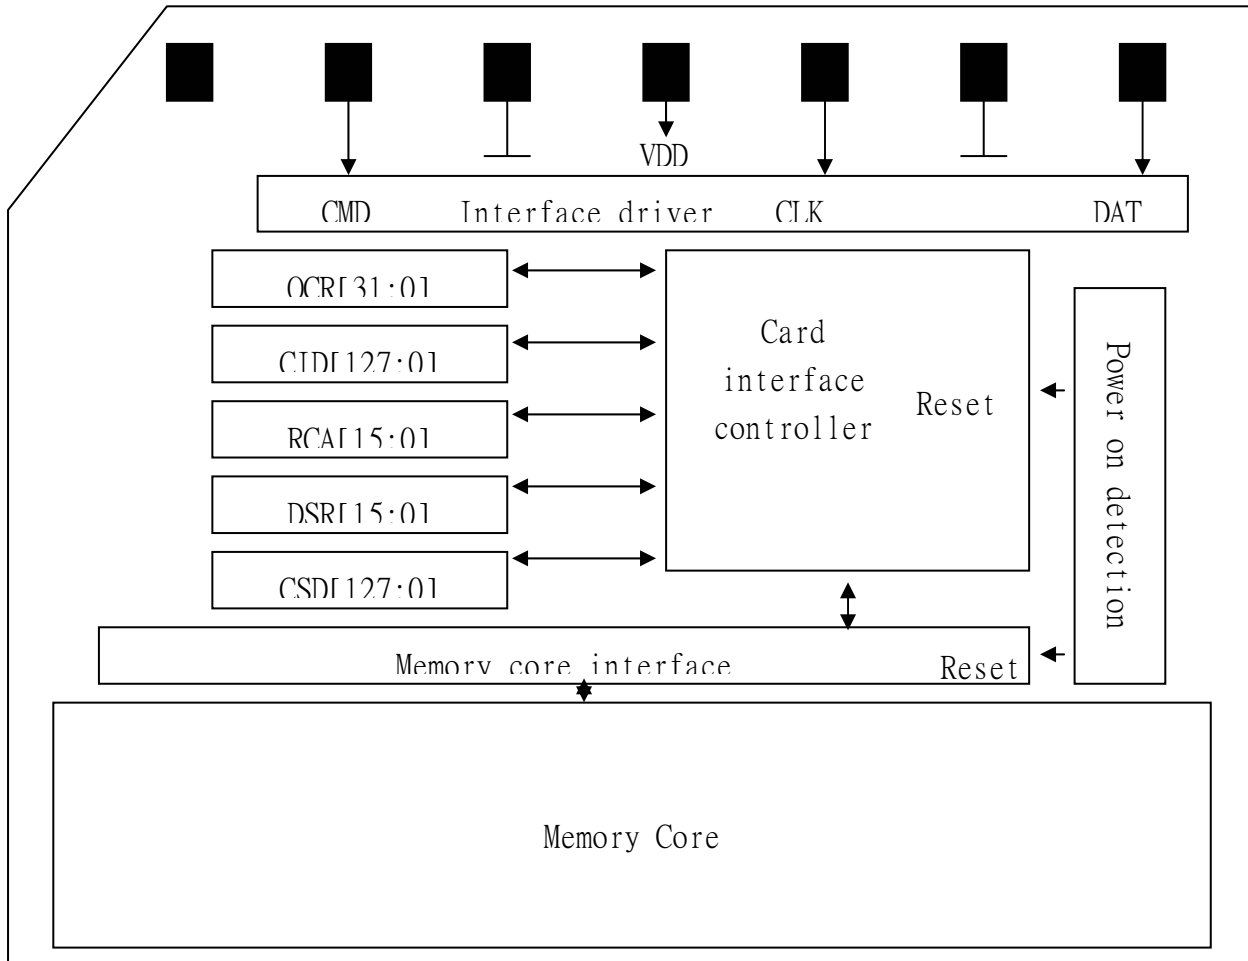 VDD
CMD Interface driver CLK DAT
OCR[31:0]
CID[127:0]
RCA[15:0]
DSR[15:0]
CSD[127:0]
Card
interface
controller
Reset
Power on detection
Memory core interface
Reset
Memory Core